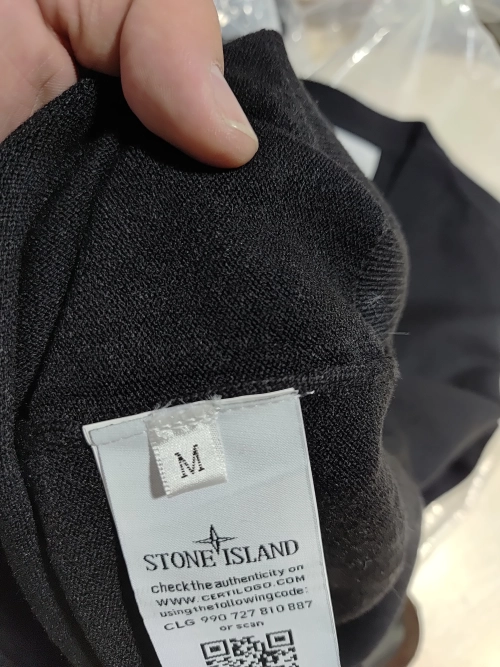 M
STONE ISLAND
check the authenticity on
WWW.CERTILOGO.COM
using the following code:
CLG 990 727 810 887
or scan